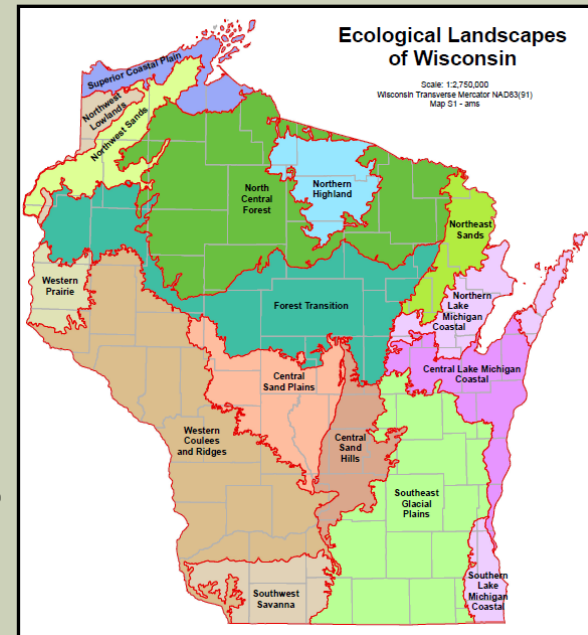 Ecological Landscapes
of Wisconsin
Scale: 1:2,750,000
Wisconsin Transverse Mercator NAD83(91)
Map S1 - ams
Superior Coastal Plain
Northwest
Lowlands
Northwest Sands
North
Central
Forest
Northern
Highland
Northeast
Sands
Western
Prairie
Forest Transition
Northern
Lake
Michigan
Coastal
Central Lake Michigan
Coastal
Central
Sand Plains
Western
Coulees
and Ridges
Central
Sand
Hills
Southeast
Glacial
Plains
Southwest
Savanna
Southern
Lake
Michigan
Coastal